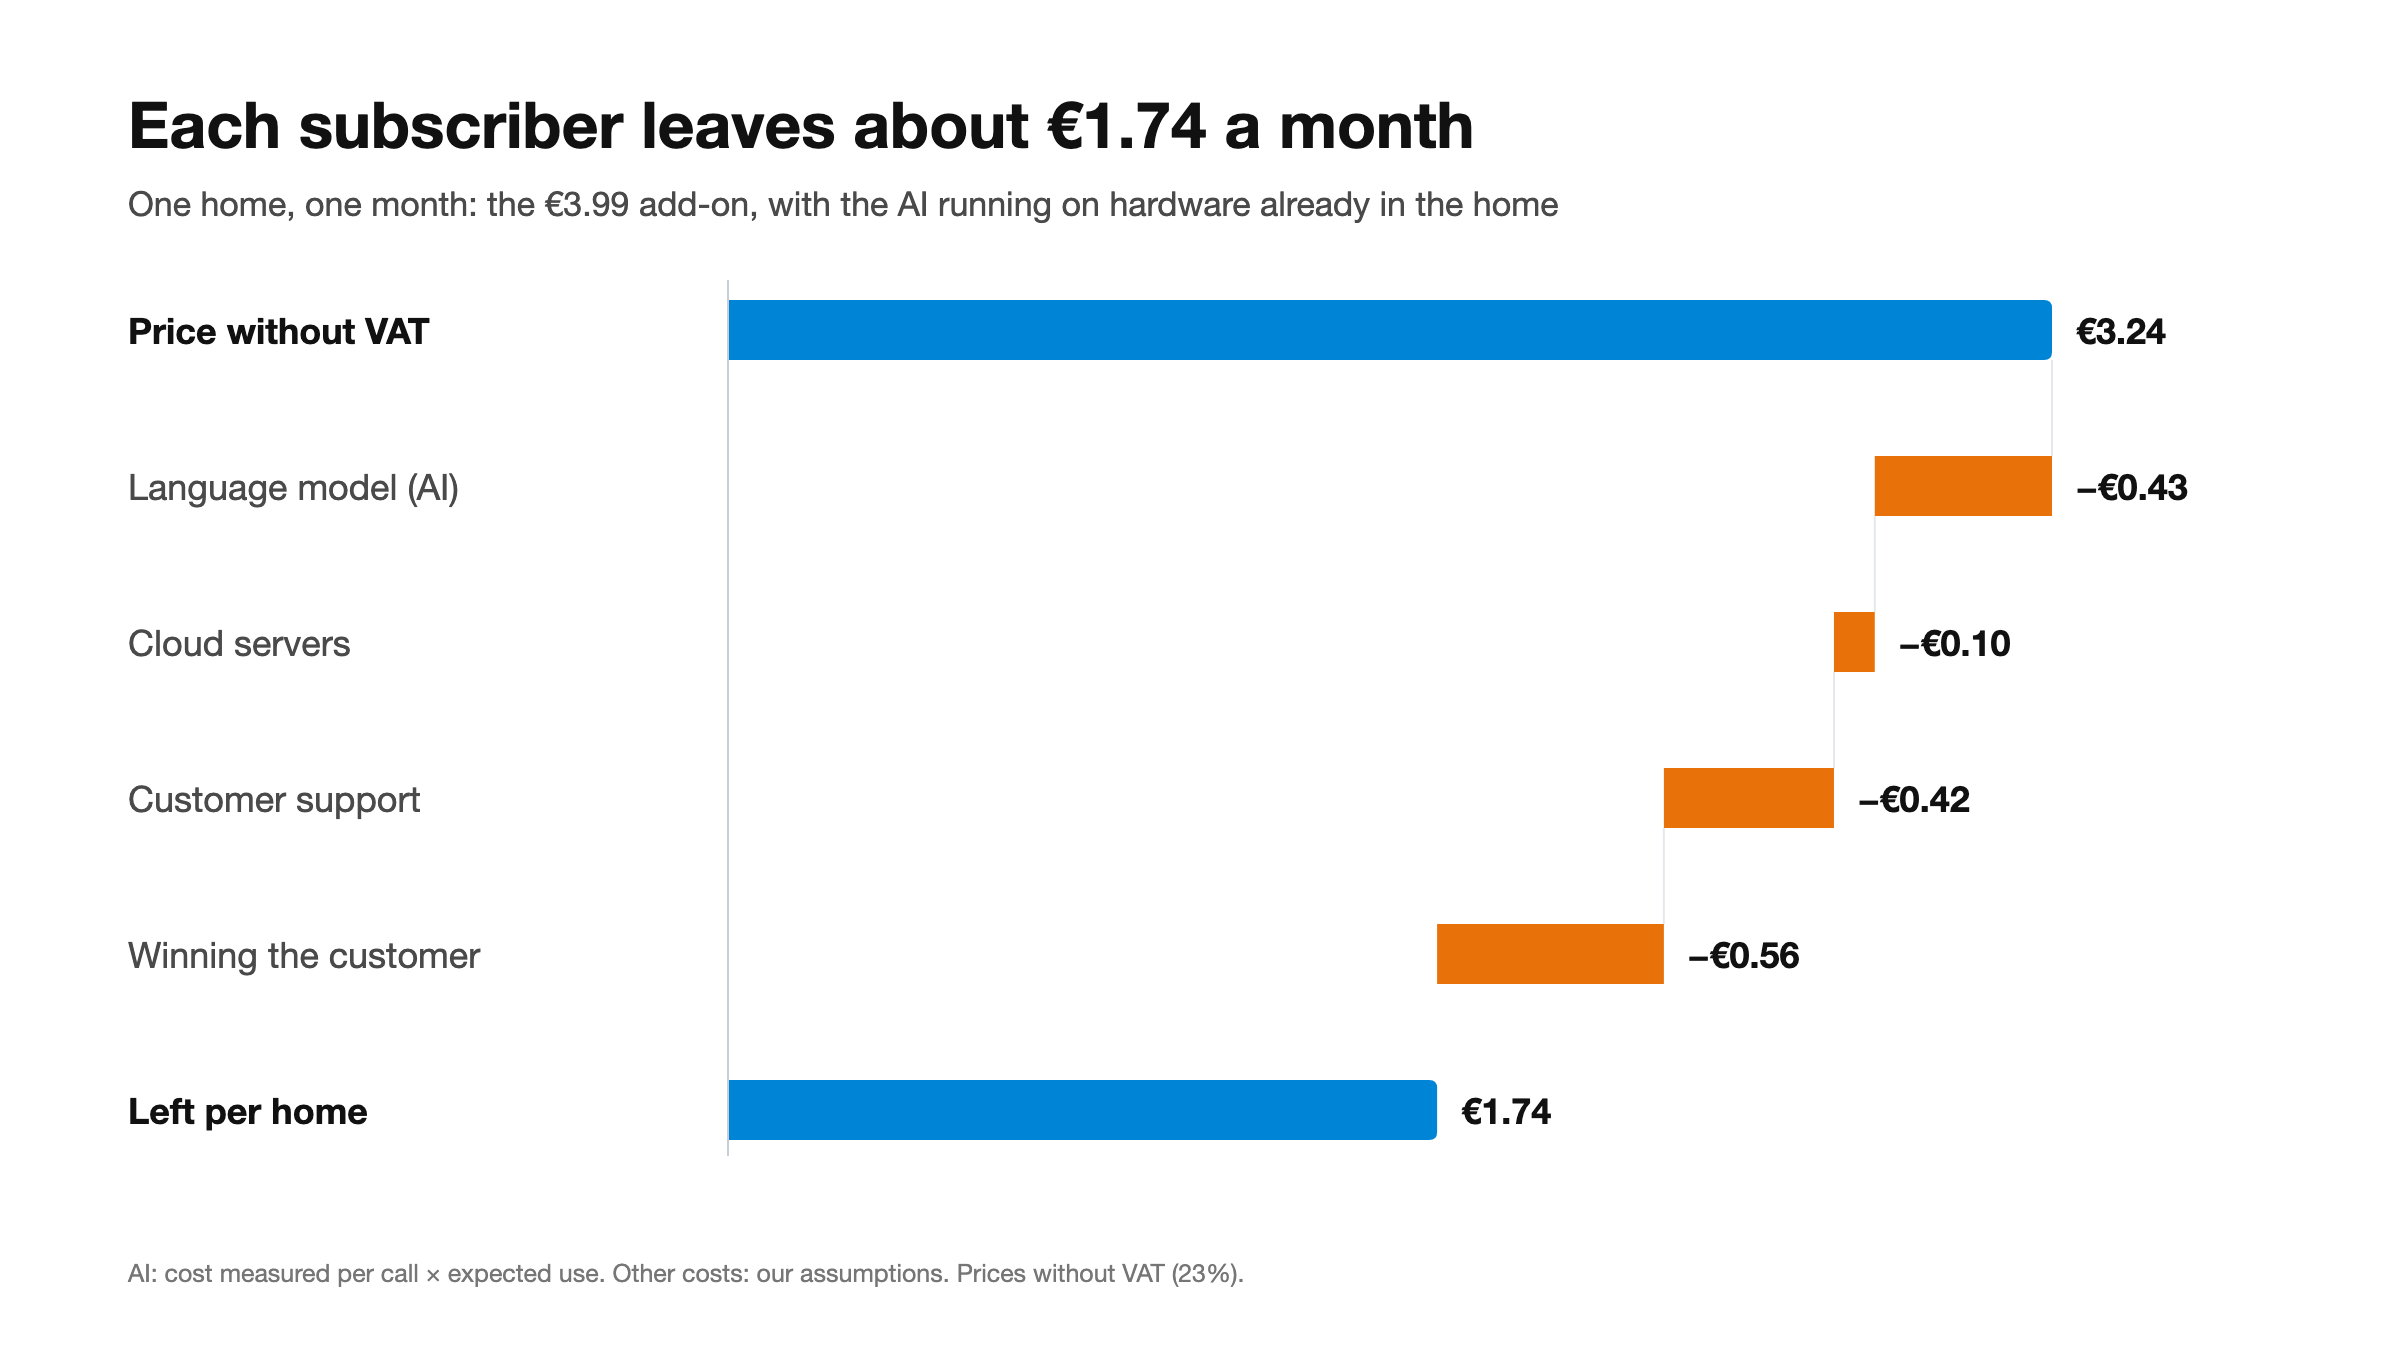 Each subscriber leaves about €1.74 a month
One home, one month: the €3.99 add-on, with the AI running on hardware already in the home
Price without VAT
€3.24
Language model (AI)
–€0.43
Cloud servers
–€0.10
Customer support
–€0.42
Winning the customer
–€0.56
Left per home
€1.74
AI: cost measured per call × expected use. Other costs: our assumptions. Prices without VAT (23%).